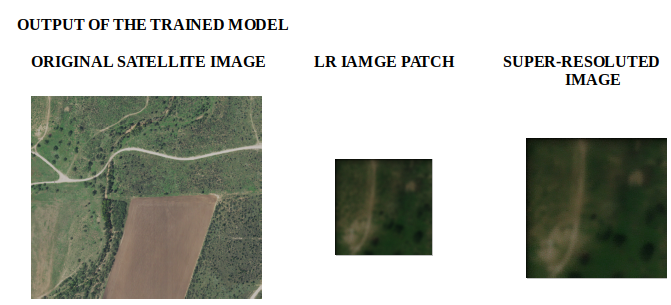 OUTPUT OF THE TRAINED MODEL
ORIGINAL SATELLITE IMAGE
LR IAMGE PATCH
SUPER-RESOLUTED
IMAGE